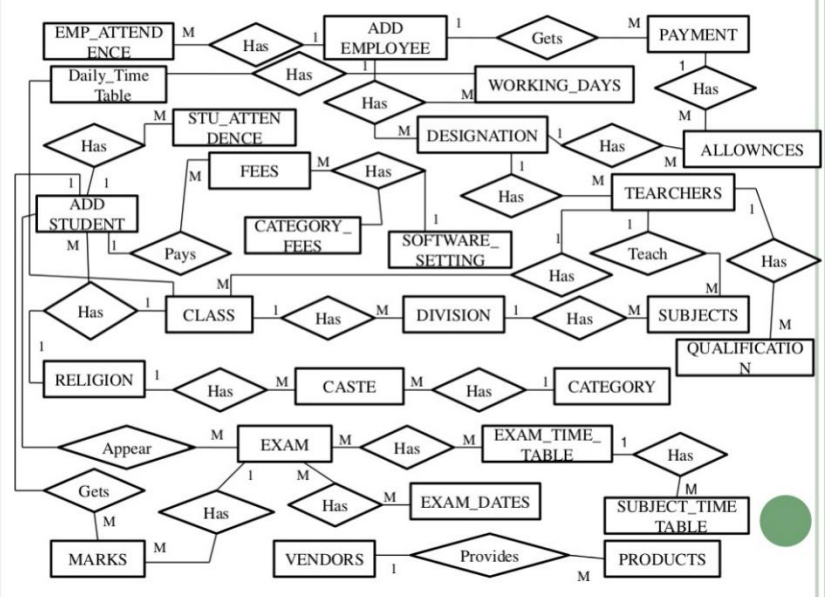 EMP_ATTEND
ENCE
M
Has
1
ADD
EMPLOYEE
1
Gets
M
PAYMENT
Daily_Time
Table
Has
1
WORKING_DAYS
1
Has
M
Has
M
STU_ATTEN
DENCE
M
Has
M
DESIGNATION
1
Has
M
ALLOWNCES
FEES
M
Has
1
Has
M
TEARCHERS
1
1
1
M
ADD
STUDENT
M
1
Pays
CATEGORY_
FEES
1
SOFTWARE_
SETTING
1
1
Teach
Has
M
Has
M
Has
1
CLASS
1
Has
M
DIVISION
1
Has
M
SUBJECTS
M
QUALIFICATIO
N
1
RELIGION
1
Has
M
CASTE
M
Has
1
CATEGORY
Appear
M
EXAM
M
Has
M
EXAM_TIME_
TABLE
1
Has
Gets
1
M
M
M
Has
Has
M
EXAM_DATES
SUBJECT_TIME
TABLE
MARKS
M
VENDORS
1
Provides
M
PRODUCTS